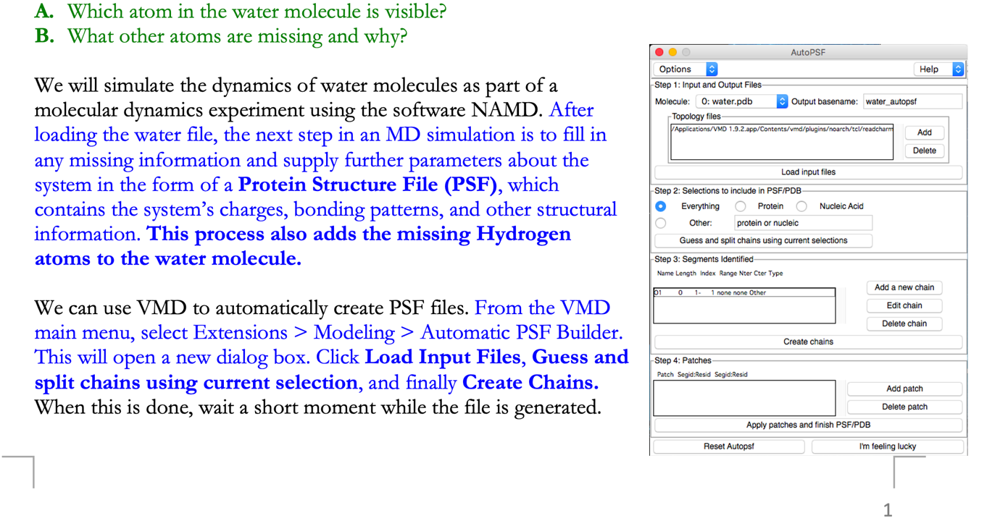 A. Which atom in the water molecule is visible?
B. What other atoms are missing and why?
We will simulate the dynamics of water molecules as part of a
molecular dynamics experiment using the software NAMD. After
loading the water file, the next step in an MD simulation is to fill in
any missing information and supply further parameters about the
system in the form of a Protein Structure File (PSF), which
contains the system's charges, bonding patterns, and other structural
information. This process also adds the missing Hydrogen
atoms to the water molecule.
We can use VMD to automatically create PSF files. From the VMD
main menu, select Extensions > Modeling > Automatic PSF Builder.
This will open a new dialog box. Click Load Input Files, Guess and
split chains using current selection, and finally Create Chains.
When this is done, wait a short moment while the file is generated.
AutoPSF
Options Help
Step 1: Input and Output Files
Molecule: 0: water.pdb Output basename: water_autopsf
Topology files
/Applications/VMD 1.9.2.app/Contents/vmd/plugins/noarch/tcl/readcharm
Add
Delete
Load input files
Step 2: Selections to include in PSF/PDB
Everything Protein Nucleic Acid
Other: protein or nucleic
Guess and split chains using current selections
Step 3: Segments Identified
Name Length Index Range Nter Cter Type
O1 0 1- 1 none none Other
Add a new chain
Edit chain
Delete chain
Create chains
Step 4: Patches
Patch Segid:Resid Segid:Resid
Add patch
Delete patch
Apply patches and finish PSF/PDB
Reset Autopsf I'm feeling lucky
1